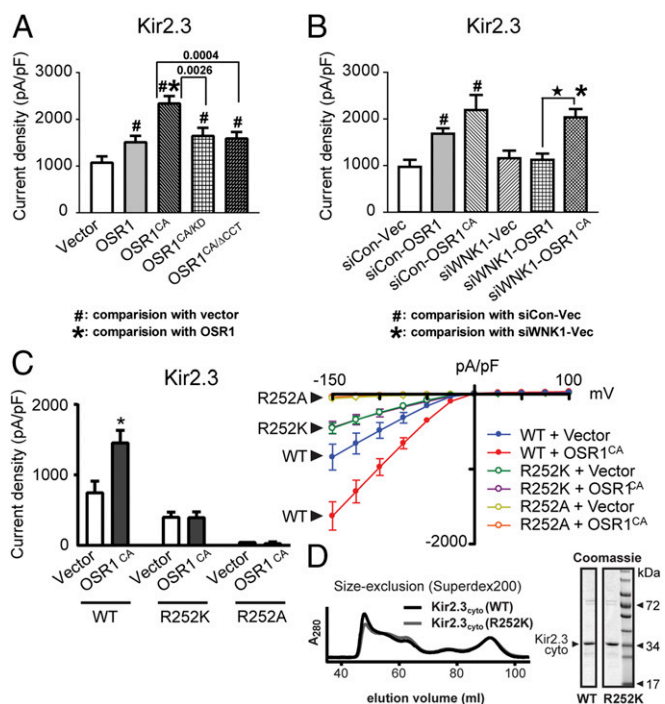 A
Kir2.3
Current density (pA/pF)
3000
2000
1000
0
0.0004
0.0026
#
#*
#
#
Vector
OSR1
OSR1CA
OSR1CA/KD
OSR1CA/ΔCCT
#: comparision with vector
*: comparision with OSR1
B
Kir2.3
Current density (pA/pF)
3000
2000
1000
0
#
#
★
*
siCon-Vec
siCon-OSR1
siCon-OSR1CA
siWNK1-Vec
siWNK1-OSR1
siWNK1-OSR1CA
#: comparision with siCon-Vec
*: comparision with siWNK1-Vec
C
Kir2.3
Current density (pA/pF)
2000
1000
0
*
Vector
OSR1CA
Vector
OSR1CA
Vector
OSR1CA
WT
R252K
R252A
pA/pF
-150
100
mV
R252A
R252K
WT
WT
-2000
WT + Vector
WT + OSR1CA
R252K + Vector
R252K + OSR1CA
R252A + Vector
R252A + OSR1CA
D
Size-exclusion (Superdex200)
Kir2.3cyto (WT)
Kir2.3cyto (R252K)
A280
40
60
80
100
elution volume (ml)
Coomassie
kDa
72
34
17
Kir2.3
cyto
WT
R252K